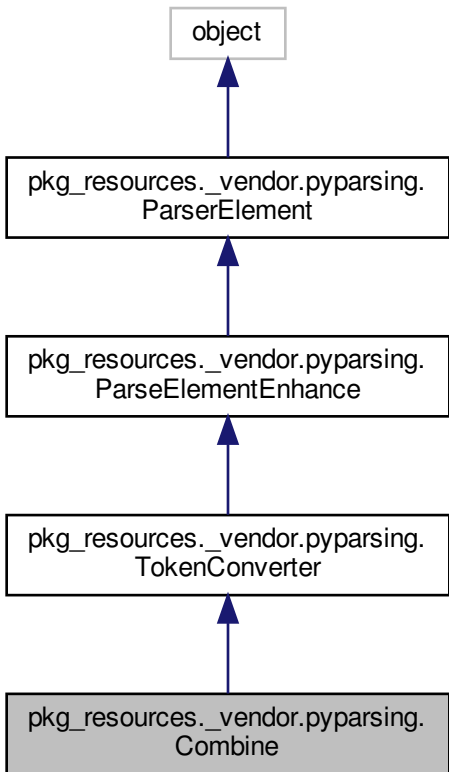 object
pkg_resources._vendor.pyparsing.
ParserElement
pkg_resources._vendor.pyparsing.
ParseElementEnhance
pkg_resources._vendor.pyparsing.
TokenConverter
pkg_resources._vendor.pyparsing.
Combine